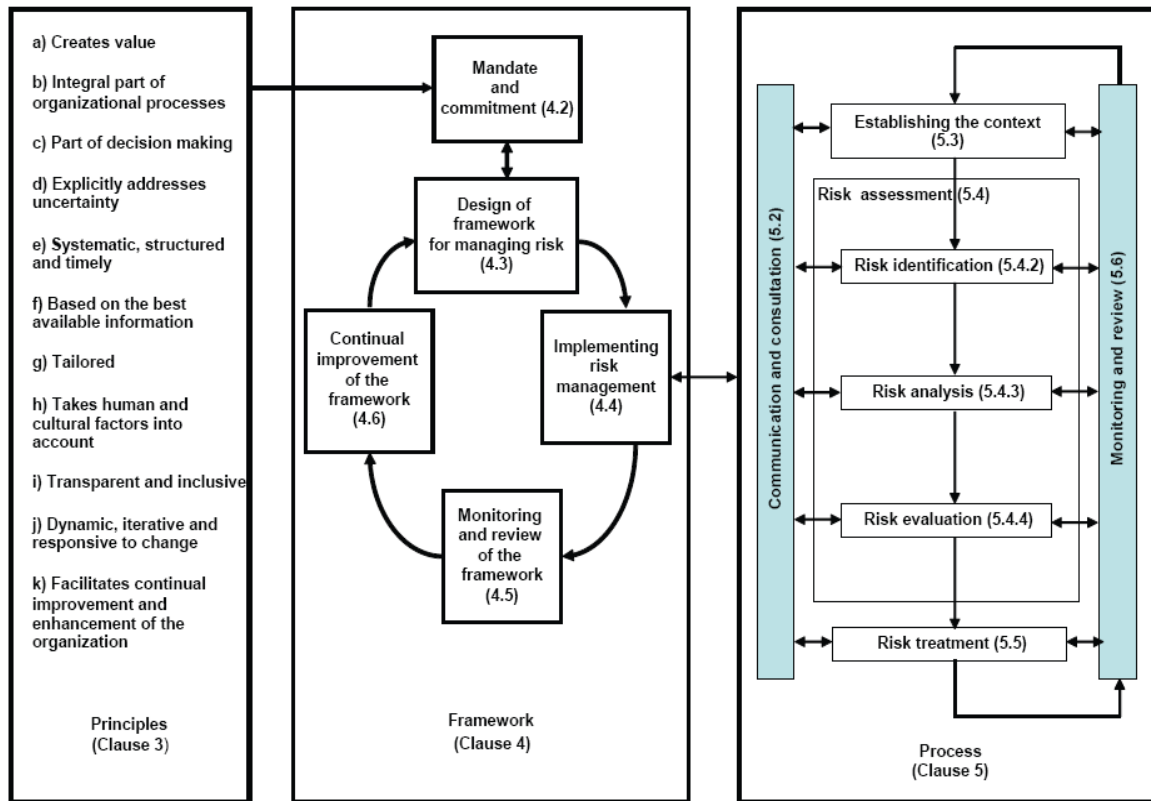 a) Creates value
b) Integral part of
organizational processes
c) Part of decision making
d) Explicitly addresses
uncertainty
e) Systematic, structured
and timely
f) Based on the best
available information
g) Tailored
h) Takes human and
cultural factors into
account
i) Transparent and inclusive
j) Dynamic, iterative and
responsive to change
k) Facilitates continual
improvement and
enhancement of the
organization
Principles
(Clause 3)
Mandate
and
commitment (4.2)
Design of
framework
for managing risk
(4.3)
Continual
improvement
of the
framework
(4.6)
Implementing
risk
management
(4.4)
Monitoring
and review
of the
framework
(4.5)
Framework
(Clause 4)
Communication and consultation (5.2)
Establishing the context
(5.3)
Risk assessment (5.4)
Risk identification (5.4.2)
Risk analysis (5.4.3)
Risk evaluation (5.4.4)
Risk treatment (5.5)
Monitoring and review (5.6)
Process
(Clause 5)